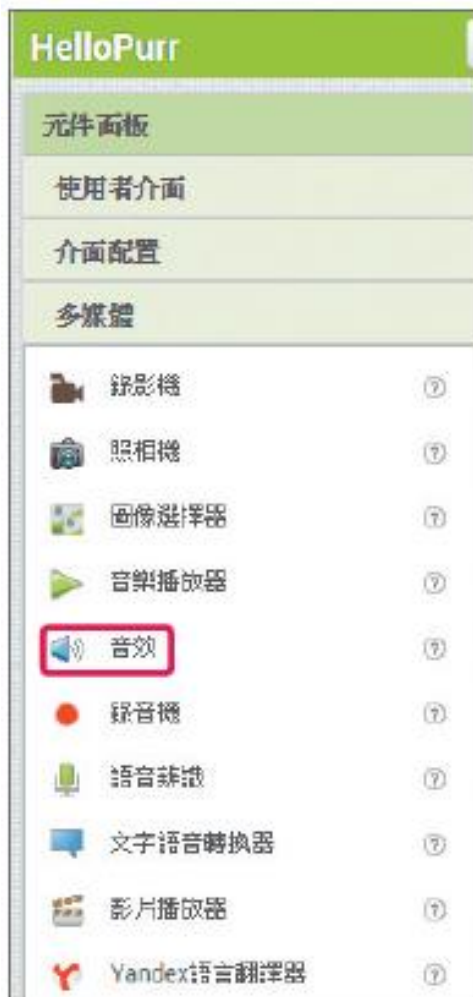 HelloPurr
元件面板
使用者介面
介面配置
多媒體
錄影機
照相機
圖像選擇器
音樂播放器
音效
錄音機
語音辨識
文字語音轉換器
影片播放器
Yandex語言翻譯器